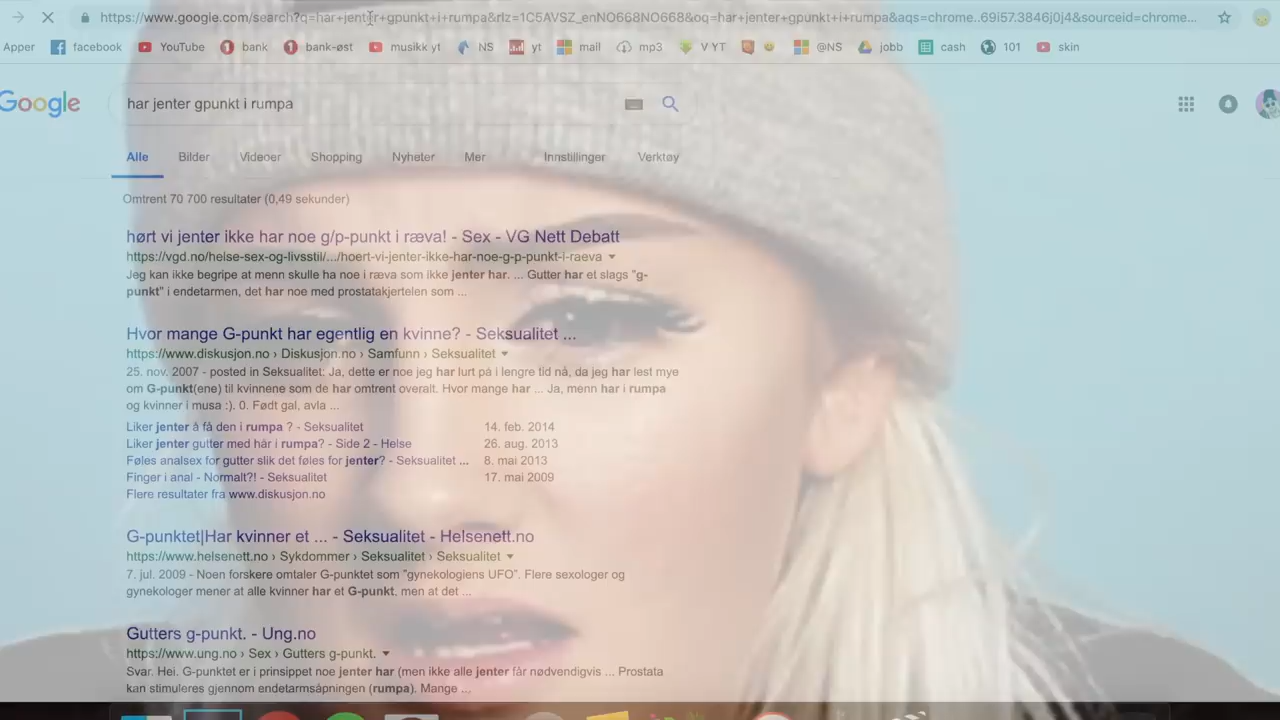 https://www.google.com/search?q=har+jenter+gpunkt+i+rumpa&rlz=1C5AVSZ_enNO668NO668&oq=har+jenter+gpunkt+i+rumpa&aqs=chrome..69i57.3846j0j4&sourceid=chrome...
Apper facebook YouTube bank bank-øst musikk yt NS yt mail mp3 V YT @NS jobb cash 101 skin
Google har jenter gpunkt i rumpa
Alle Bilder Videoer Shopping Nyheter Mer Innstillinger Verktøy
Omtrent 70 700 resultater (0,49 sekunder)
hørt vi jenter ikke har noe g/p-punkt i ræva! - Sex - VG Nett Debatt
https://vgd.no/helse-sex-og-livsstil/.../hoert-vi-jenter-ikke-har-noe-g-p-punkt-i-raeva
Jeg kan ikke begripe at menn skulle ha noe i ræva som ikke jenter har. ... Gutter har et slags "g-
punkt" i endetarmen, det har noe med prostatakjertelen som ...
Hvor mange G-punkt har egentlig en kvinne? - Seksualitet ...
https://www.diskusjon.no › Diskusjon.no › Samfunn › Seksualitet
25. nov. 2007 - posted in Seksualitet: Ja, dette er noe jeg har lurt på i lengre tid nå, da jeg har lest mye
om G-punkt(ene) til kvinnene som de har omtrent overalt. Hvor mange har ... Ja, menn har i rumpa
og kvinner i musa :). 0. Født gal, avla ...
Liker jenter å få den i rumpa ? - Seksualitet 14. feb. 2014
Liker jenter gutter med hår i rumpa? - Side 2 - Helse 26. aug. 2013
Føles analsex for gutter slik det føles for jenter? - Seksualitet ... 8. mai 2013
Finger i anal - Normalt?! - Seksualitet 17. mai 2009
Flere resultater fra www.diskusjon.no
G-punktet|Har kvinner et ... - Seksualitet - Helsenett.no
https://www.helsenett.no › Sykdommer › Seksualitet › Seksualitet
7. jul. 2009 - Noen forskere omtaler G-punktet som "gynekologiens UFO". Flere sexologer og
gynekologer mener at alle kvinner har et G-punkt, men at det ...
Gutters g-punkt. - Ung.no
https://www.ung.no › Sex › Gutters g-punkt.
Svar. Hei. G-punktet er i prinsippet noe jenter har (men ikke alle jenter får nødvendigvis ... Prostata
kan stimuleres gjennom endetarmsåpningen (rumpa). Mange ...